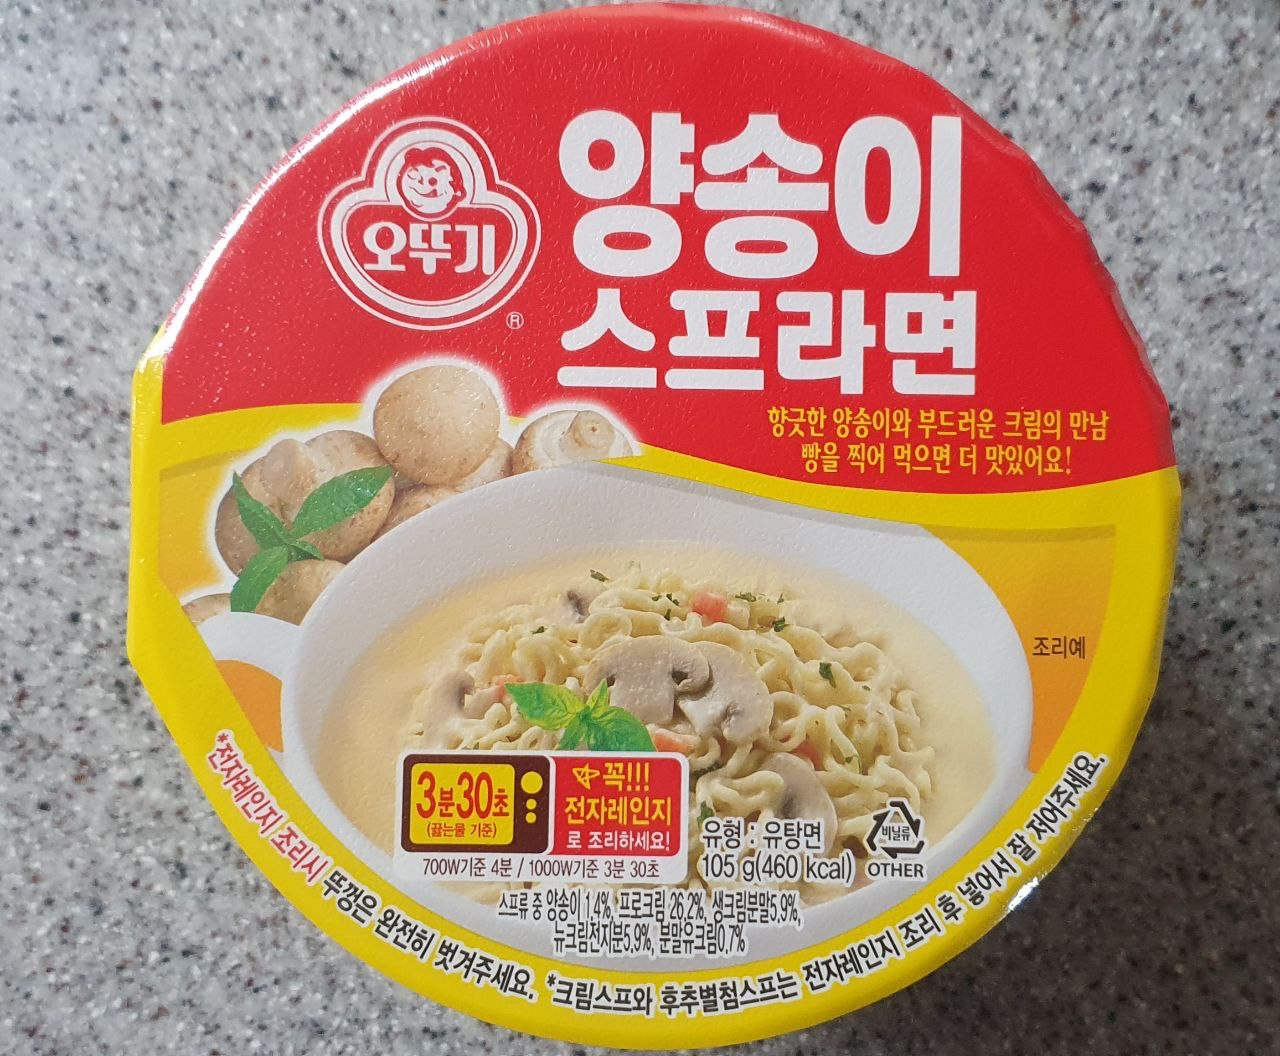 오뚜기
®
양송이
스프라면
향긋한 양송이와 부드러운 크림의 만남
빵을 찍어 먹으면 더 맛있어요!
조리예
3분30초
(끓는물 기준)
꼭!!!
전자레인지
로 조리하세요!
700W기준 4분 / 1000W기준 3분 30초
유형 : 유탕면
105 g(460 kcal)
비닐류
OTHER
스프류 중 양송이 1.4%, 프로크림 26.2%, 생크림분말5.9%,
뉴크림전지분5.9%, 분말유크림0.7%
*전자레인지 조리시 뚜껑은 완전히 벗겨주세요. *크림스프와 후추별첨스프는 전자레인지 조리 후 넣어서 잘 저어주세요.